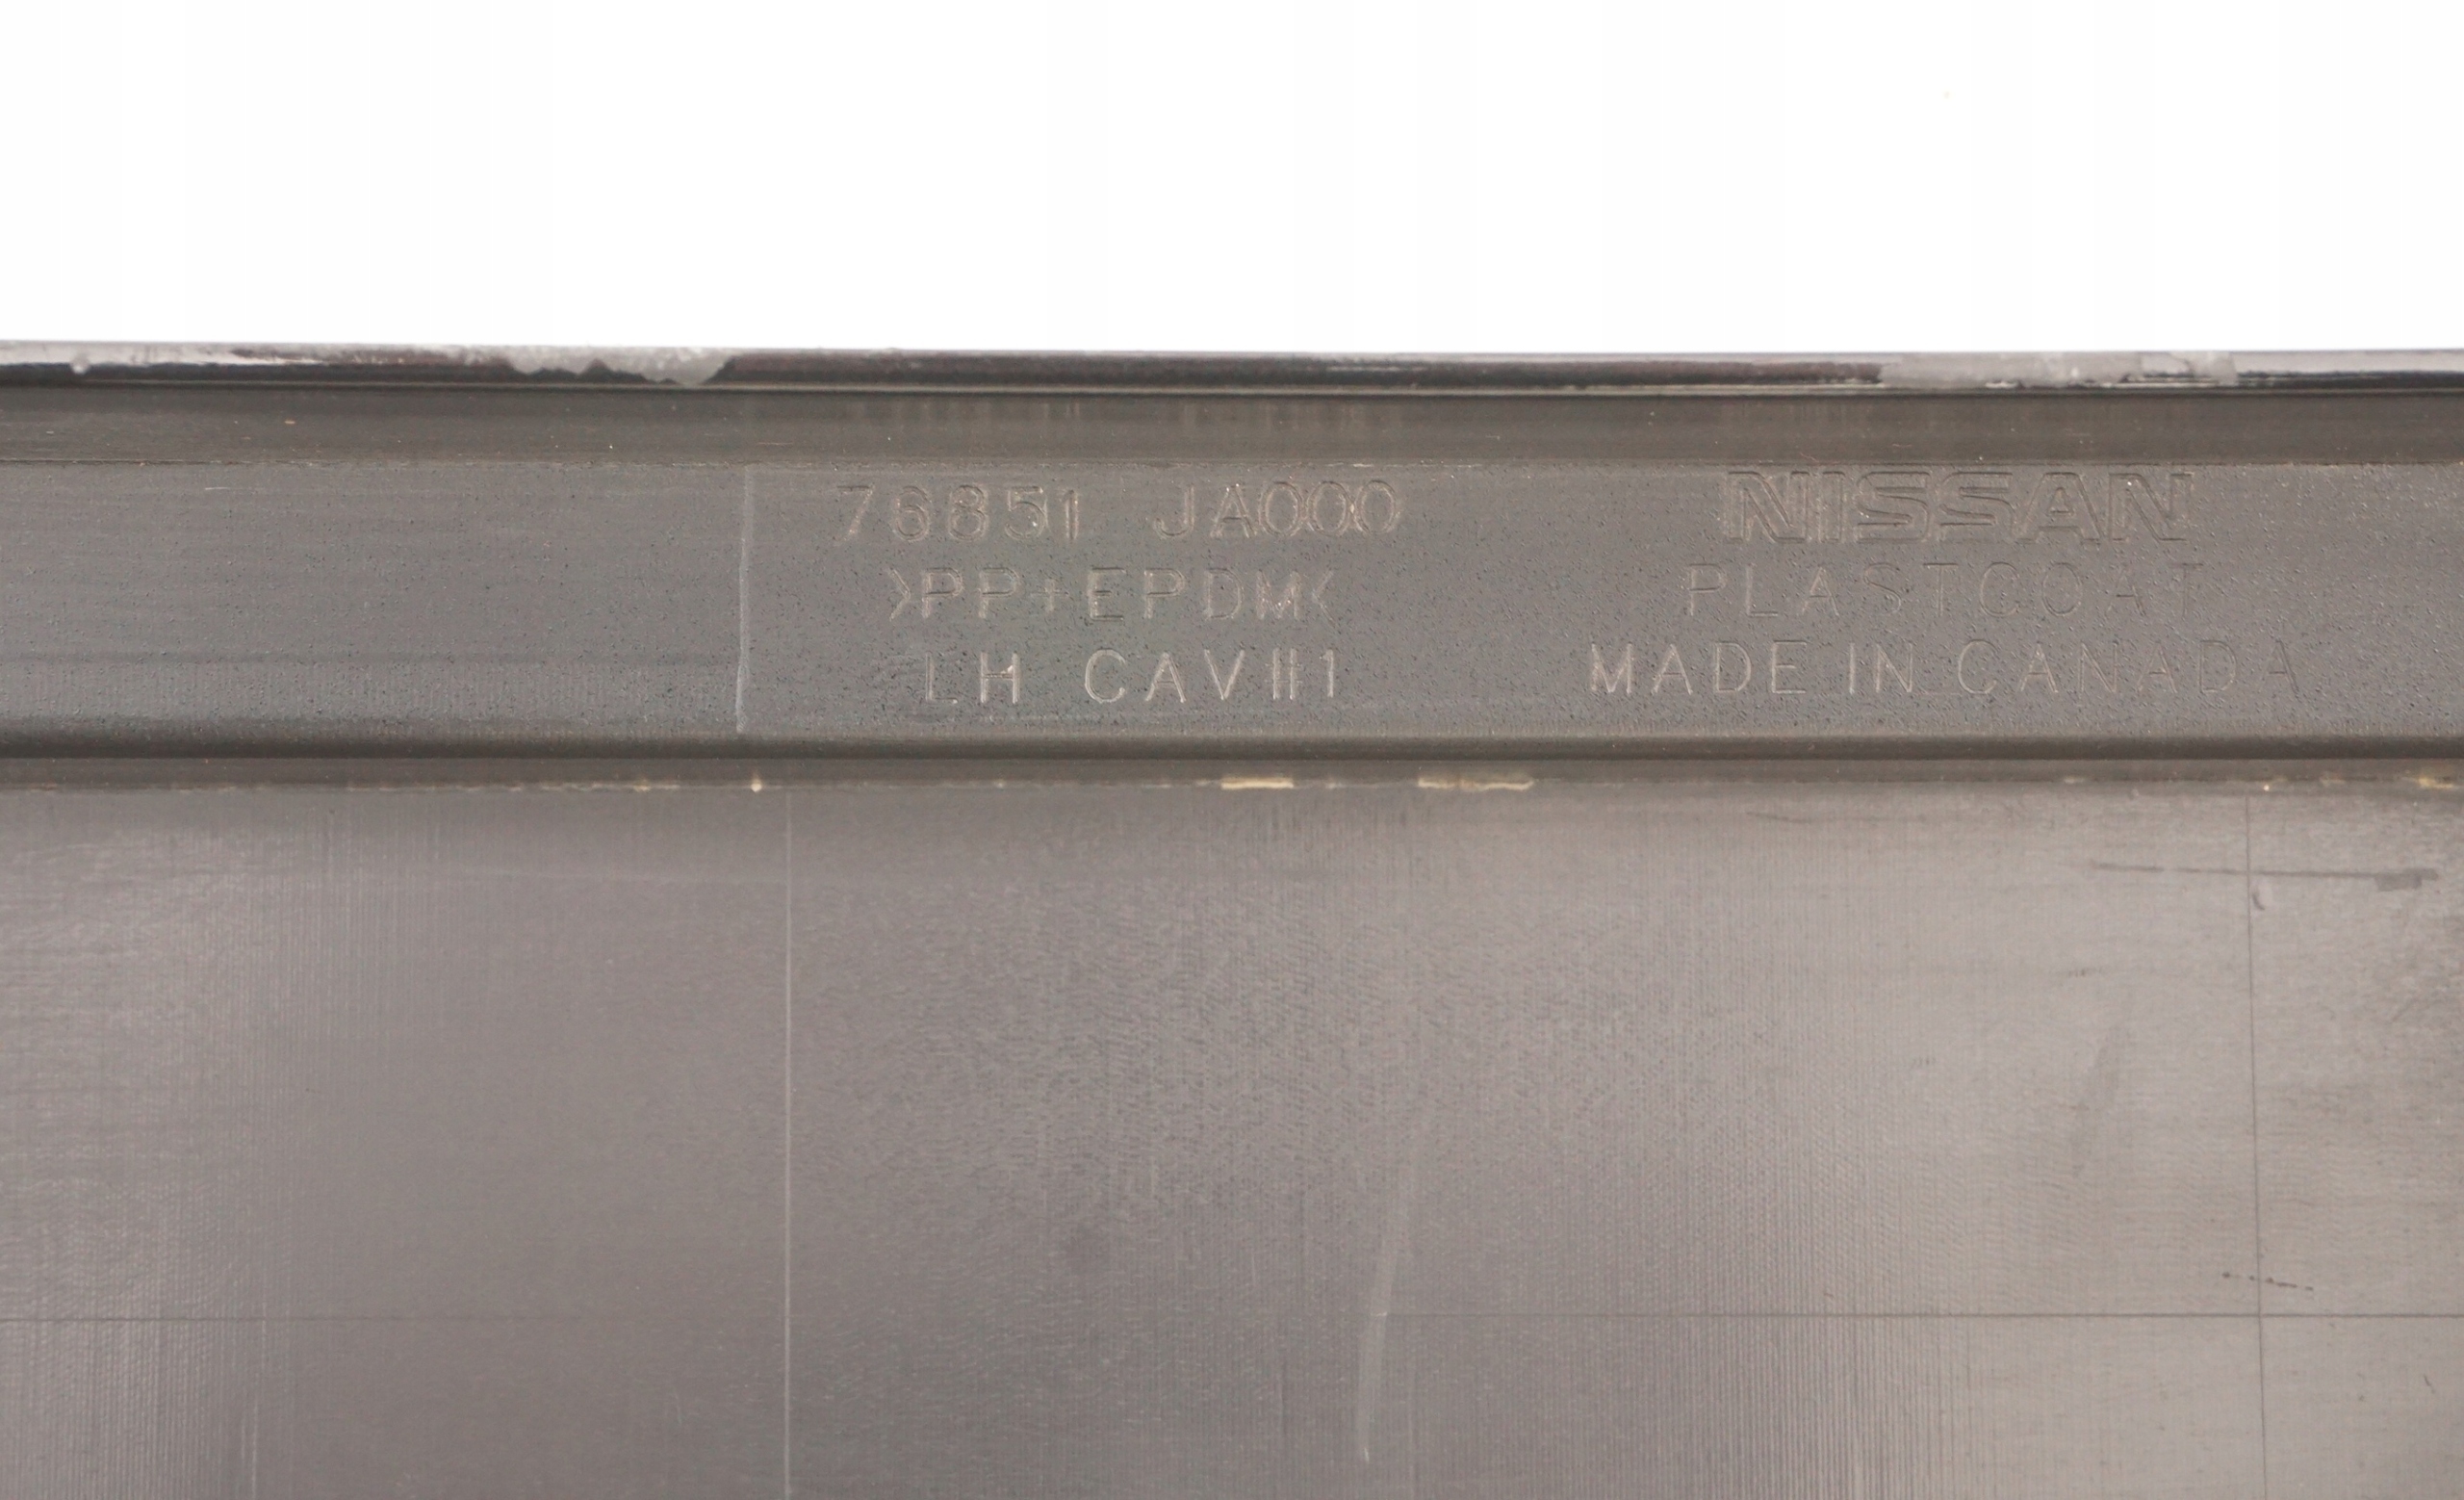 76851 JA000
>PP+EPDM<
LH CAV#1
NISSAN
PLASTCOAT
MADE IN CANADA